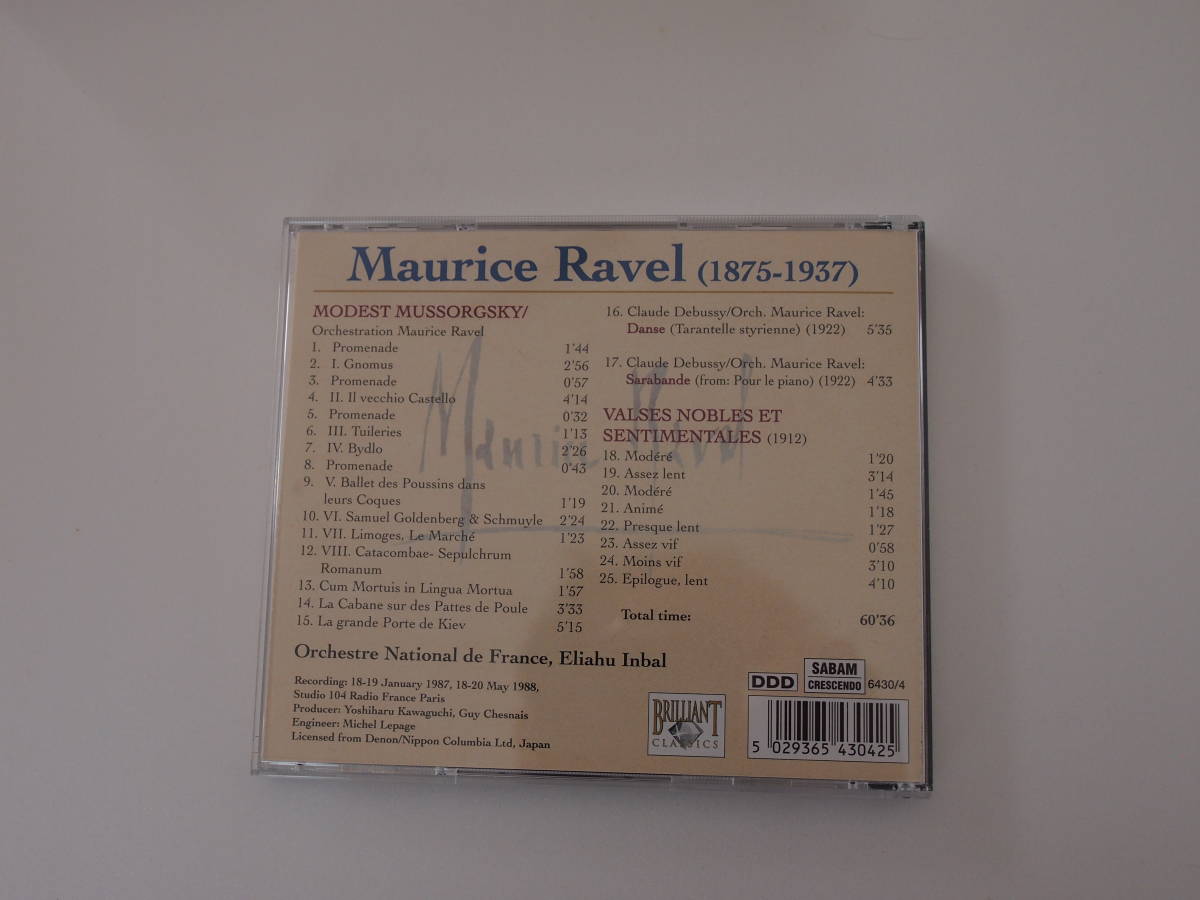 Maurice Ravel (1875-1937)
MODEST MUSSORGSKY/
Orchestration Maurice Ravel
1. Promenade 1'44
2. I. Gnomus 2'56
3. Promenade 0'57
4. II. Il vecchio Castello 4'14
5. Promenade 0'32
6. III. Tuileries 1'13
7. IV. Bydlo 2'26
8. Promenade 0'43
9. V. Ballet des Poussins dans
leurs Coques 1'19
10. VI. Samuel Goldenberg & Schmuyle 2'24
11. VII. Limoges, Le Marché 1'23
12. VIII. Catacombae- Sepulchrum
Romanum 1'58
13. Cum Mortuis in Lingua Mortua 1'57
14. La Cabane sur des Pattes de Poule 3'33
15. La grande Porte de Kiev 5'15
16. Claude Debussy/Orch. Maurice Ravel:
Danse (Tarantelle styrienne) (1922) 5'35
17. Claude Debussy/Orch. Maurice Ravel:
Sarabande (from: Pour le piano) (1922) 4'33
VALSES NOBLES ET
SENTIMENTALES (1912)
18. Modéré 1'20
19. Assez lent 3'14
20. Modéré 1'45
21. Animé 1'18
22. Presque lent 1'27
23. Assez vif 0'58
24. Moins vif 3'10
25. Epilogue, lent 4'10
Total time: 60'36
Maurice Ravel
Orchestre National de France, Eliahu Inbal
Recording: 18-19 January 1987, 18-20 May 1988,
Studio 104 Radio France Paris
Producer: Yoshiharu Kawaguchi, Guy Chesnais
Engineer: Michel Lepage
Licensed from Denon/Nippon Columbia Ltd, Japan
BRILLIANT
CLASSICS
DDD
SABAM
CRESCENDO
6430/4
5 029365 430425